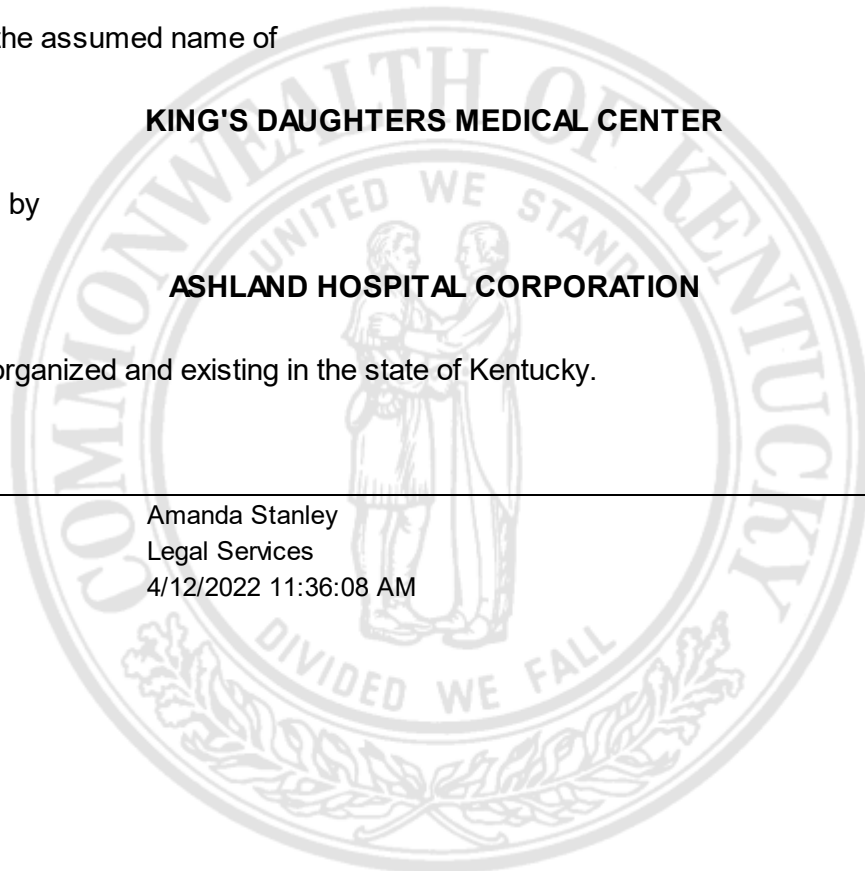 the assumed name of
KING'S DAUGHTERS MEDICAL CENTER
by
ASHLAND HOSPITAL CORPORATION
organized and existing in the state of Kentucky.
Amanda Stanley
Legal Services
4/12/2022 11:36:08 AM
COMMONWEALTH OF KENTUCKY
UNITED WE STAND
DIVIDED WE FALL